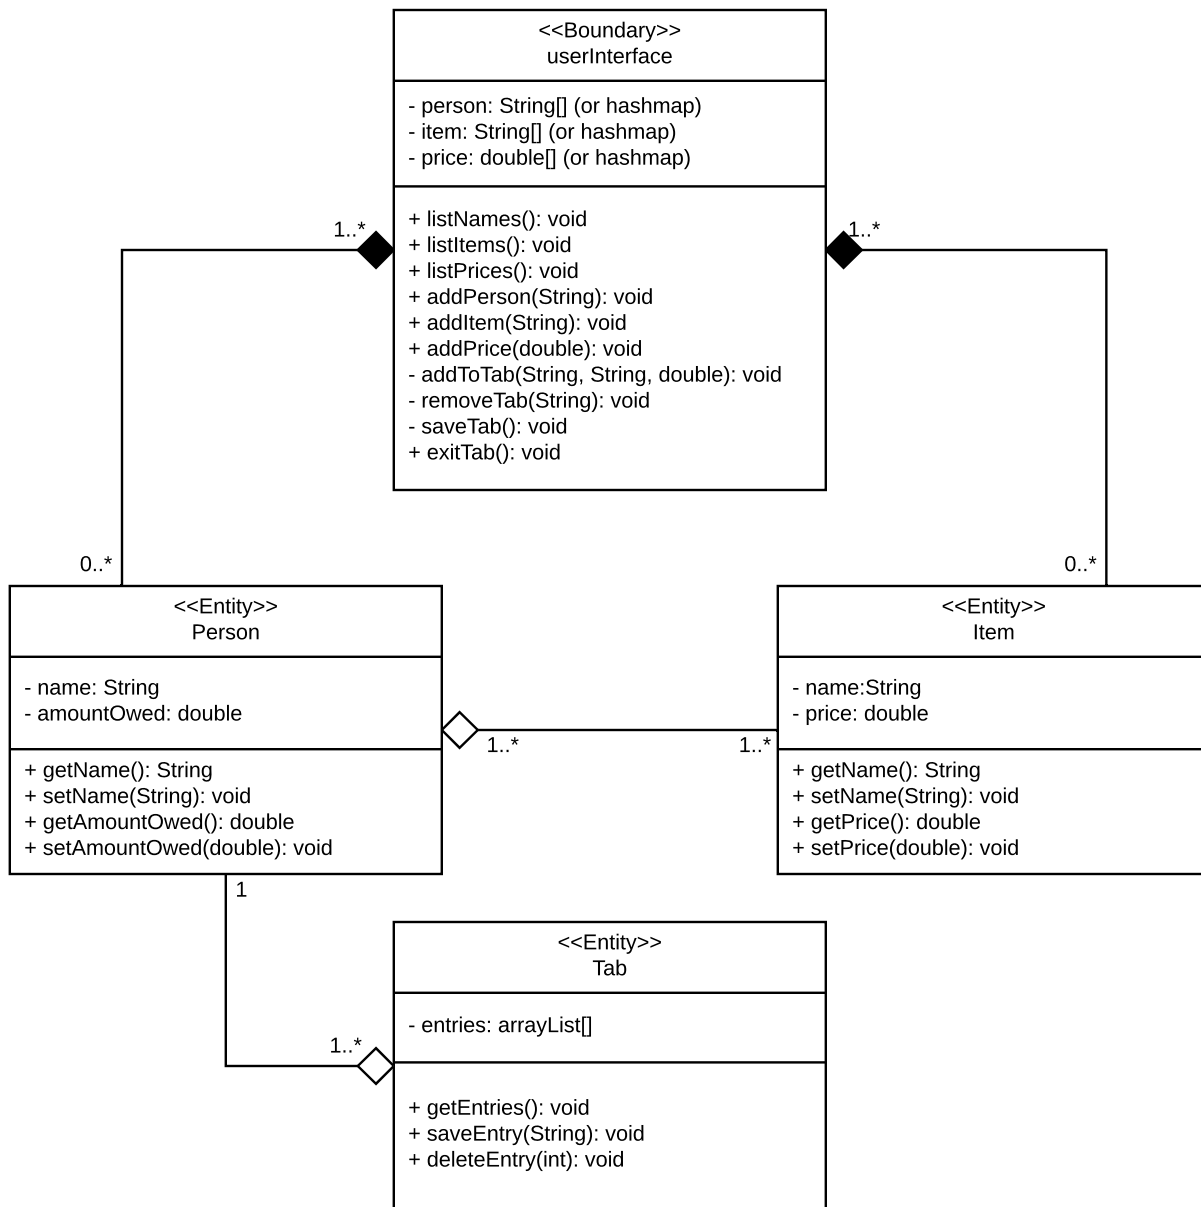 <<Boundary>>
userInterface
- person: String[] (or hashmap)
- item: String[] (or hashmap)
- price: double[] (or hashmap)
+ listNames(): void
+ listItems(): void
+ listPrices(): void
+ addPerson(String): void
+ addItem(String): void
+ addPrice(double): void
- addToTab(String, String, double): void
- removeTab(String): void
- saveTab(): void
+ exitTab(): void
1..*
1..*
0..*
0..*
<<Entity>>
Person
- name: String
- amountOwed: double
+ getName(): String
+ setName(String): void
+ getAmountOwed(): double
+ setAmountOwed(double): void
1..*
1..*
<<Entity>>
Item
- name:String
- price: double
+ getName(): String
+ setName(String): void
+ getPrice(): double
+ setPrice(double): void
1
1..*
<<Entity>>
Tab
- entries: arrayList[]
+ getEntries(): void
+ saveEntry(String): void
+ deleteEntry(int): void